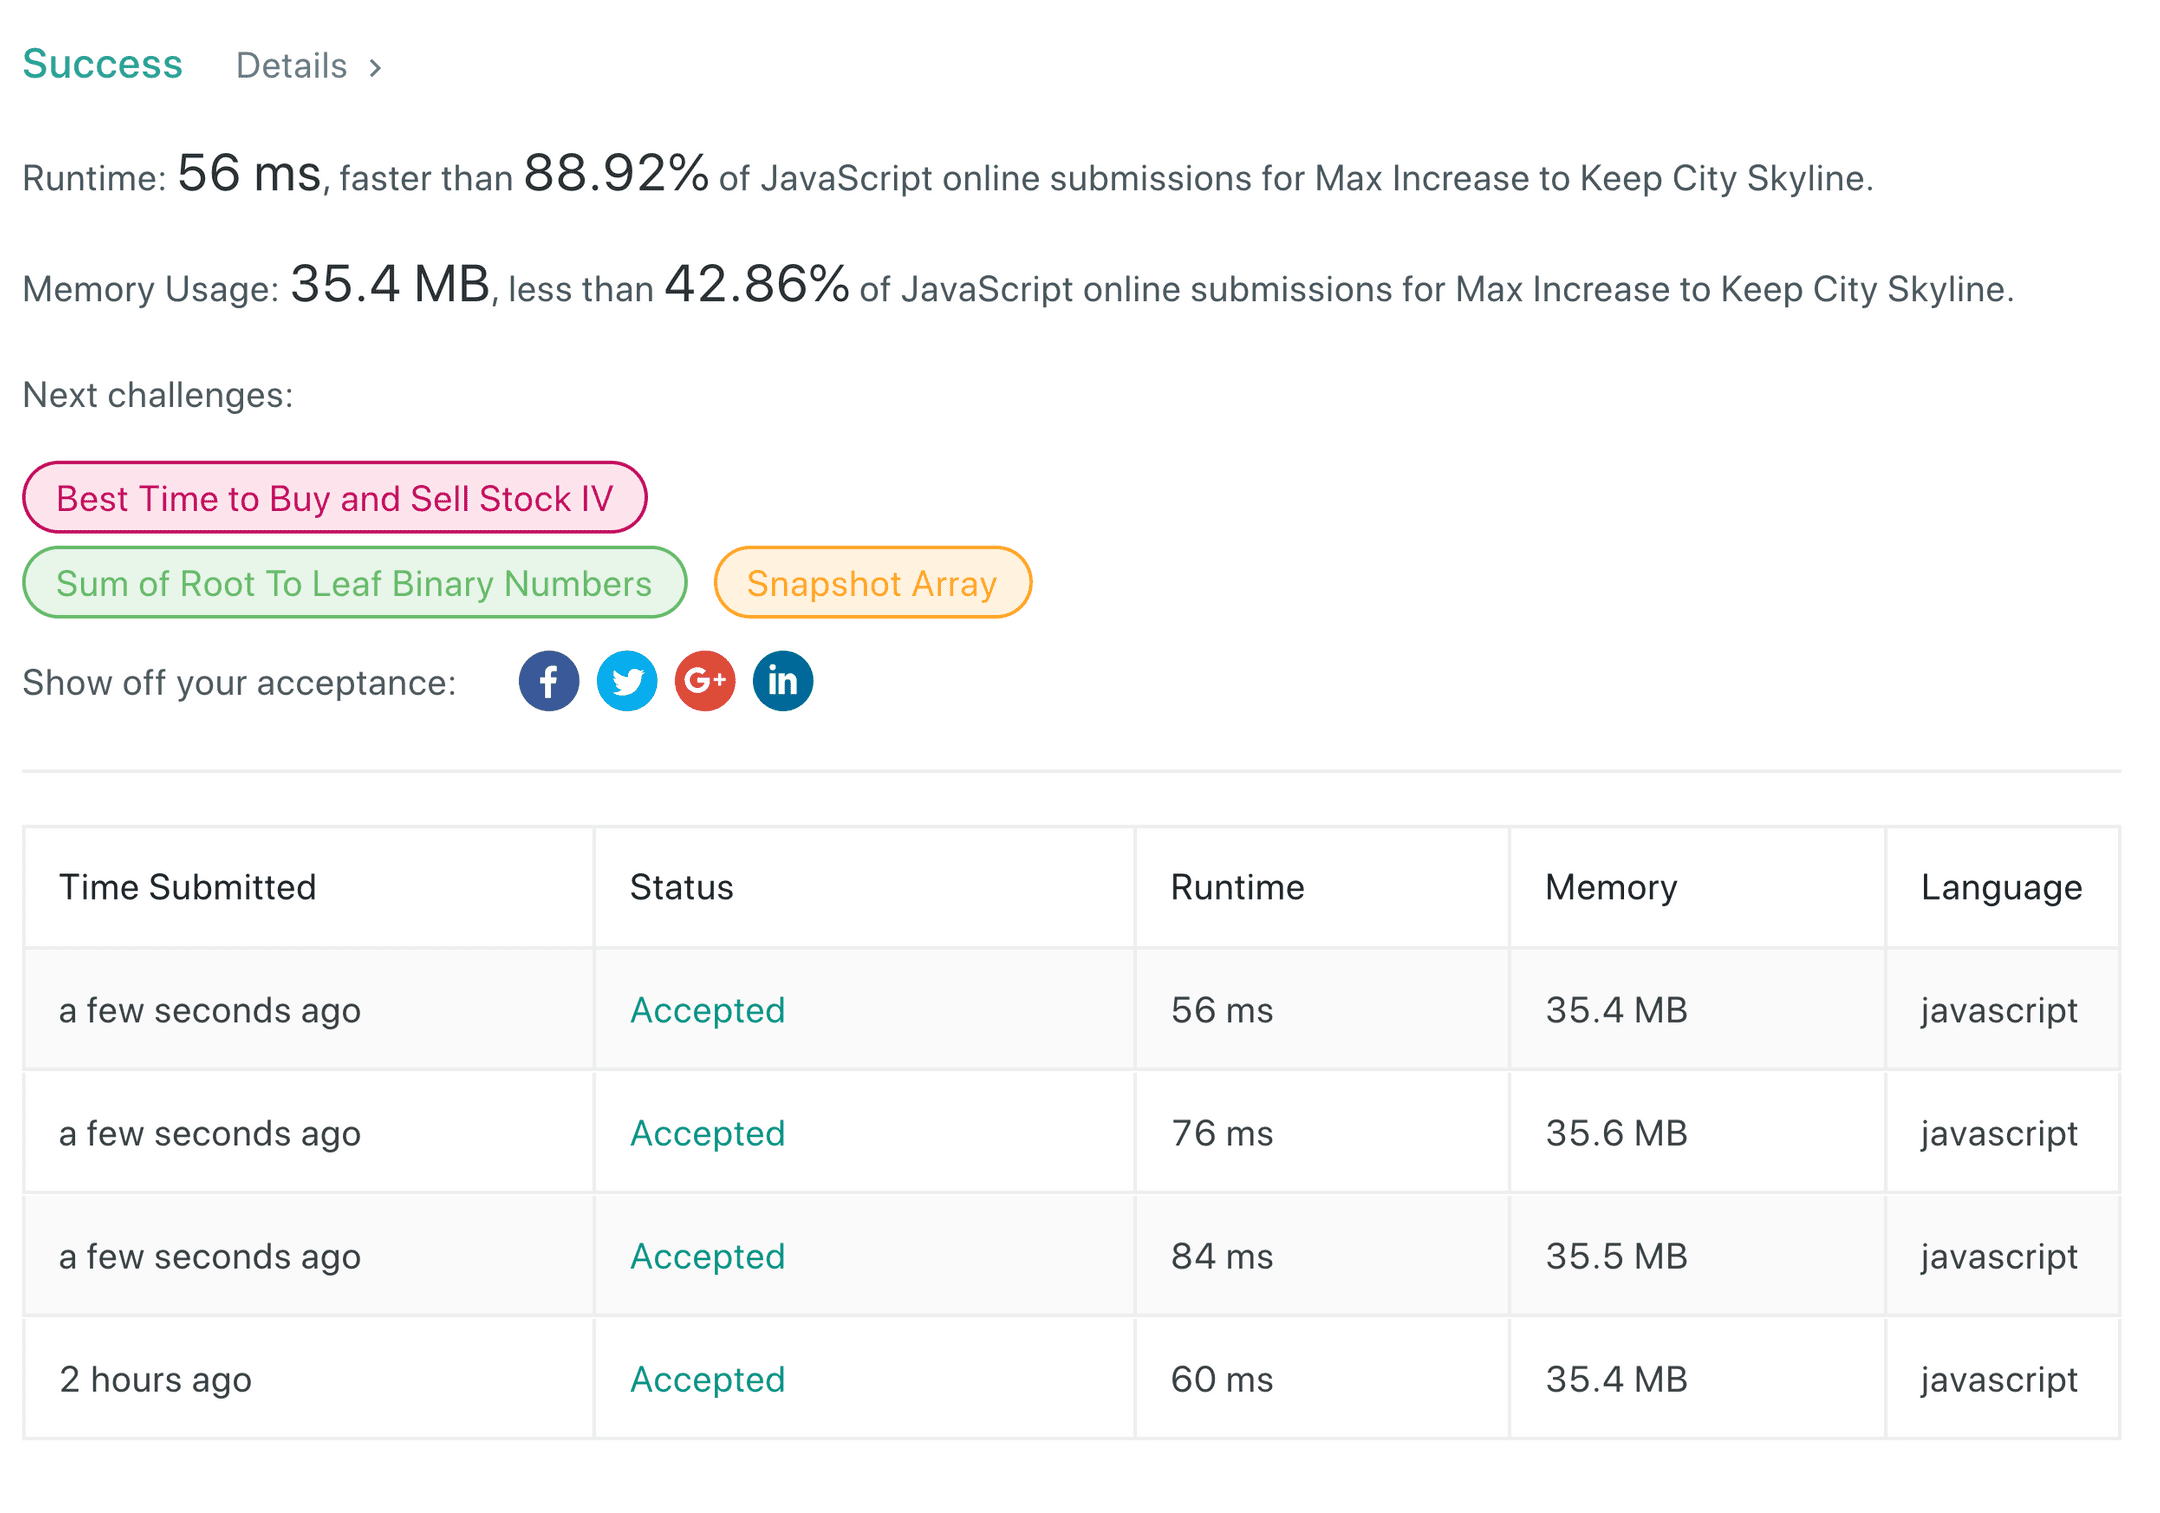 Success Details >
Runtime: 56 ms, faster than 88.92% of JavaScript online submissions for Max Increase to Keep City Skyline.
Memory Usage: 35.4 MB, less than 42.86% of JavaScript online submissions for Max Increase to Keep City Skyline.
Next challenges:
Best Time to Buy and Sell Stock IV
Sum of Root To Leaf Binary Numbers Snapshot Array
Show off your acceptance: f G+ in
Time Submitted Status Runtime Memory Language
a few seconds ago Accepted 56 ms 35.4 MB javascript
a few seconds ago Accepted 76 ms 35.6 MB javascript
a few seconds ago Accepted 84 ms 35.5 MB javascript
2 hours ago Accepted 60 ms 35.4 MB javascript